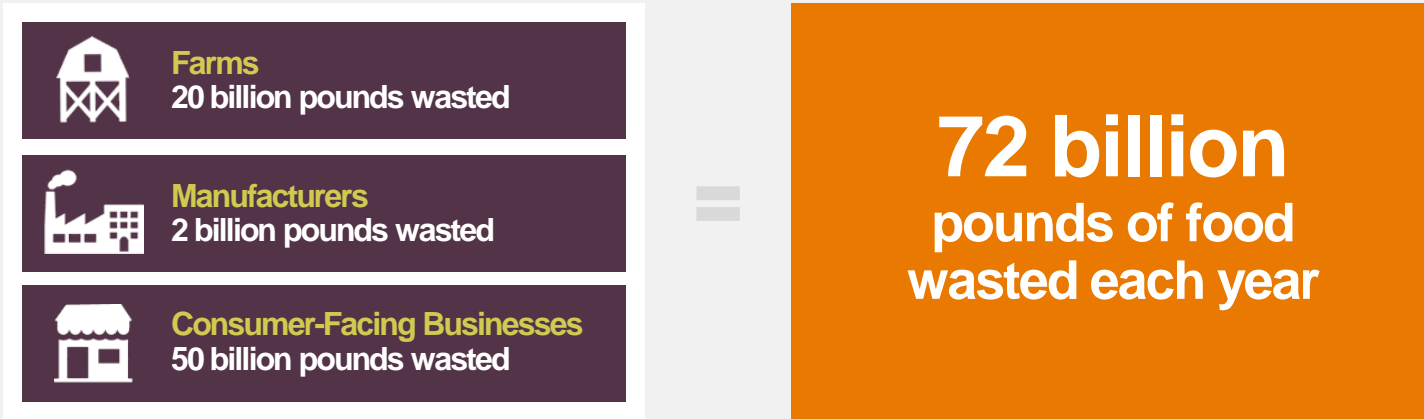 Farms
20 billion pounds wasted
Manufacturers
2 billion pounds wasted
Consumer-Facing Businesses
50 billion pounds wasted
=
72 billion
pounds of food
wasted each year